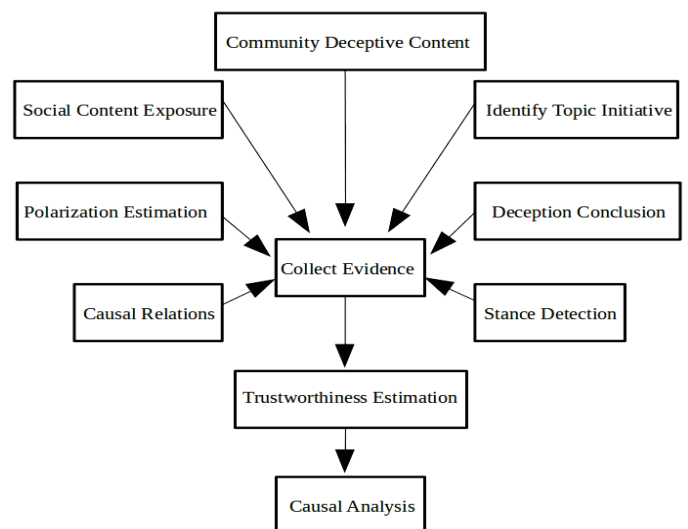 Community Deceptive Content
Social Content Exposure
Identify Topic Initiative
Polarization Estimation
Deception Conclusion
Collect Evidence
Causal Relations
Stance Detection
Trustworthiness Estimation
Causal Analysis